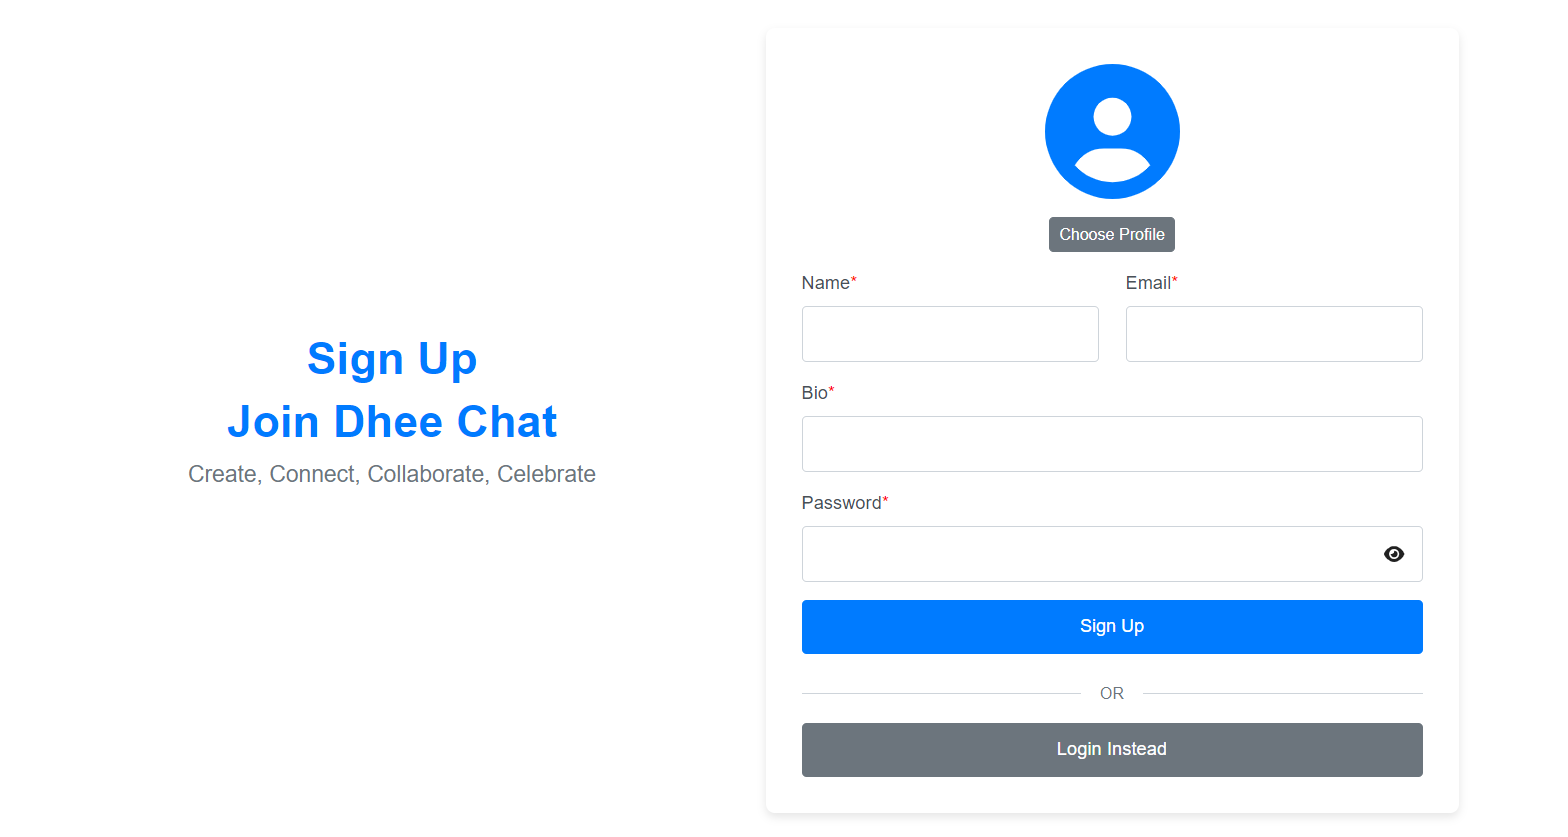 Sign Up
Join Dhee Chat
Create, Connect, Collaborate, Celebrate
Choose Profile
Name*
Email*
Bio*
Password*
Sign Up
OR
Login Instead